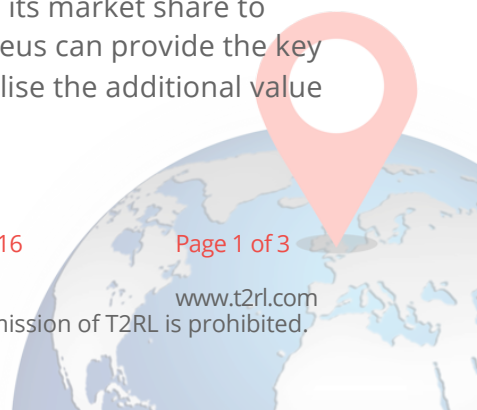 its market share to
eus can provide the key
lise the additional value
16
Page 1 of 3
www.t2rl.com
nission of T2RL is prohibited.